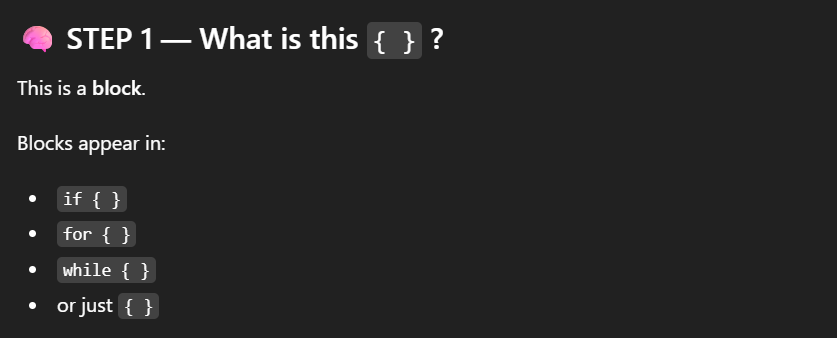 🧠 STEP 1 — What is this { } ?
This is a block.
Blocks appear in:
• if { }
• for { }
• while { }
• or just { }